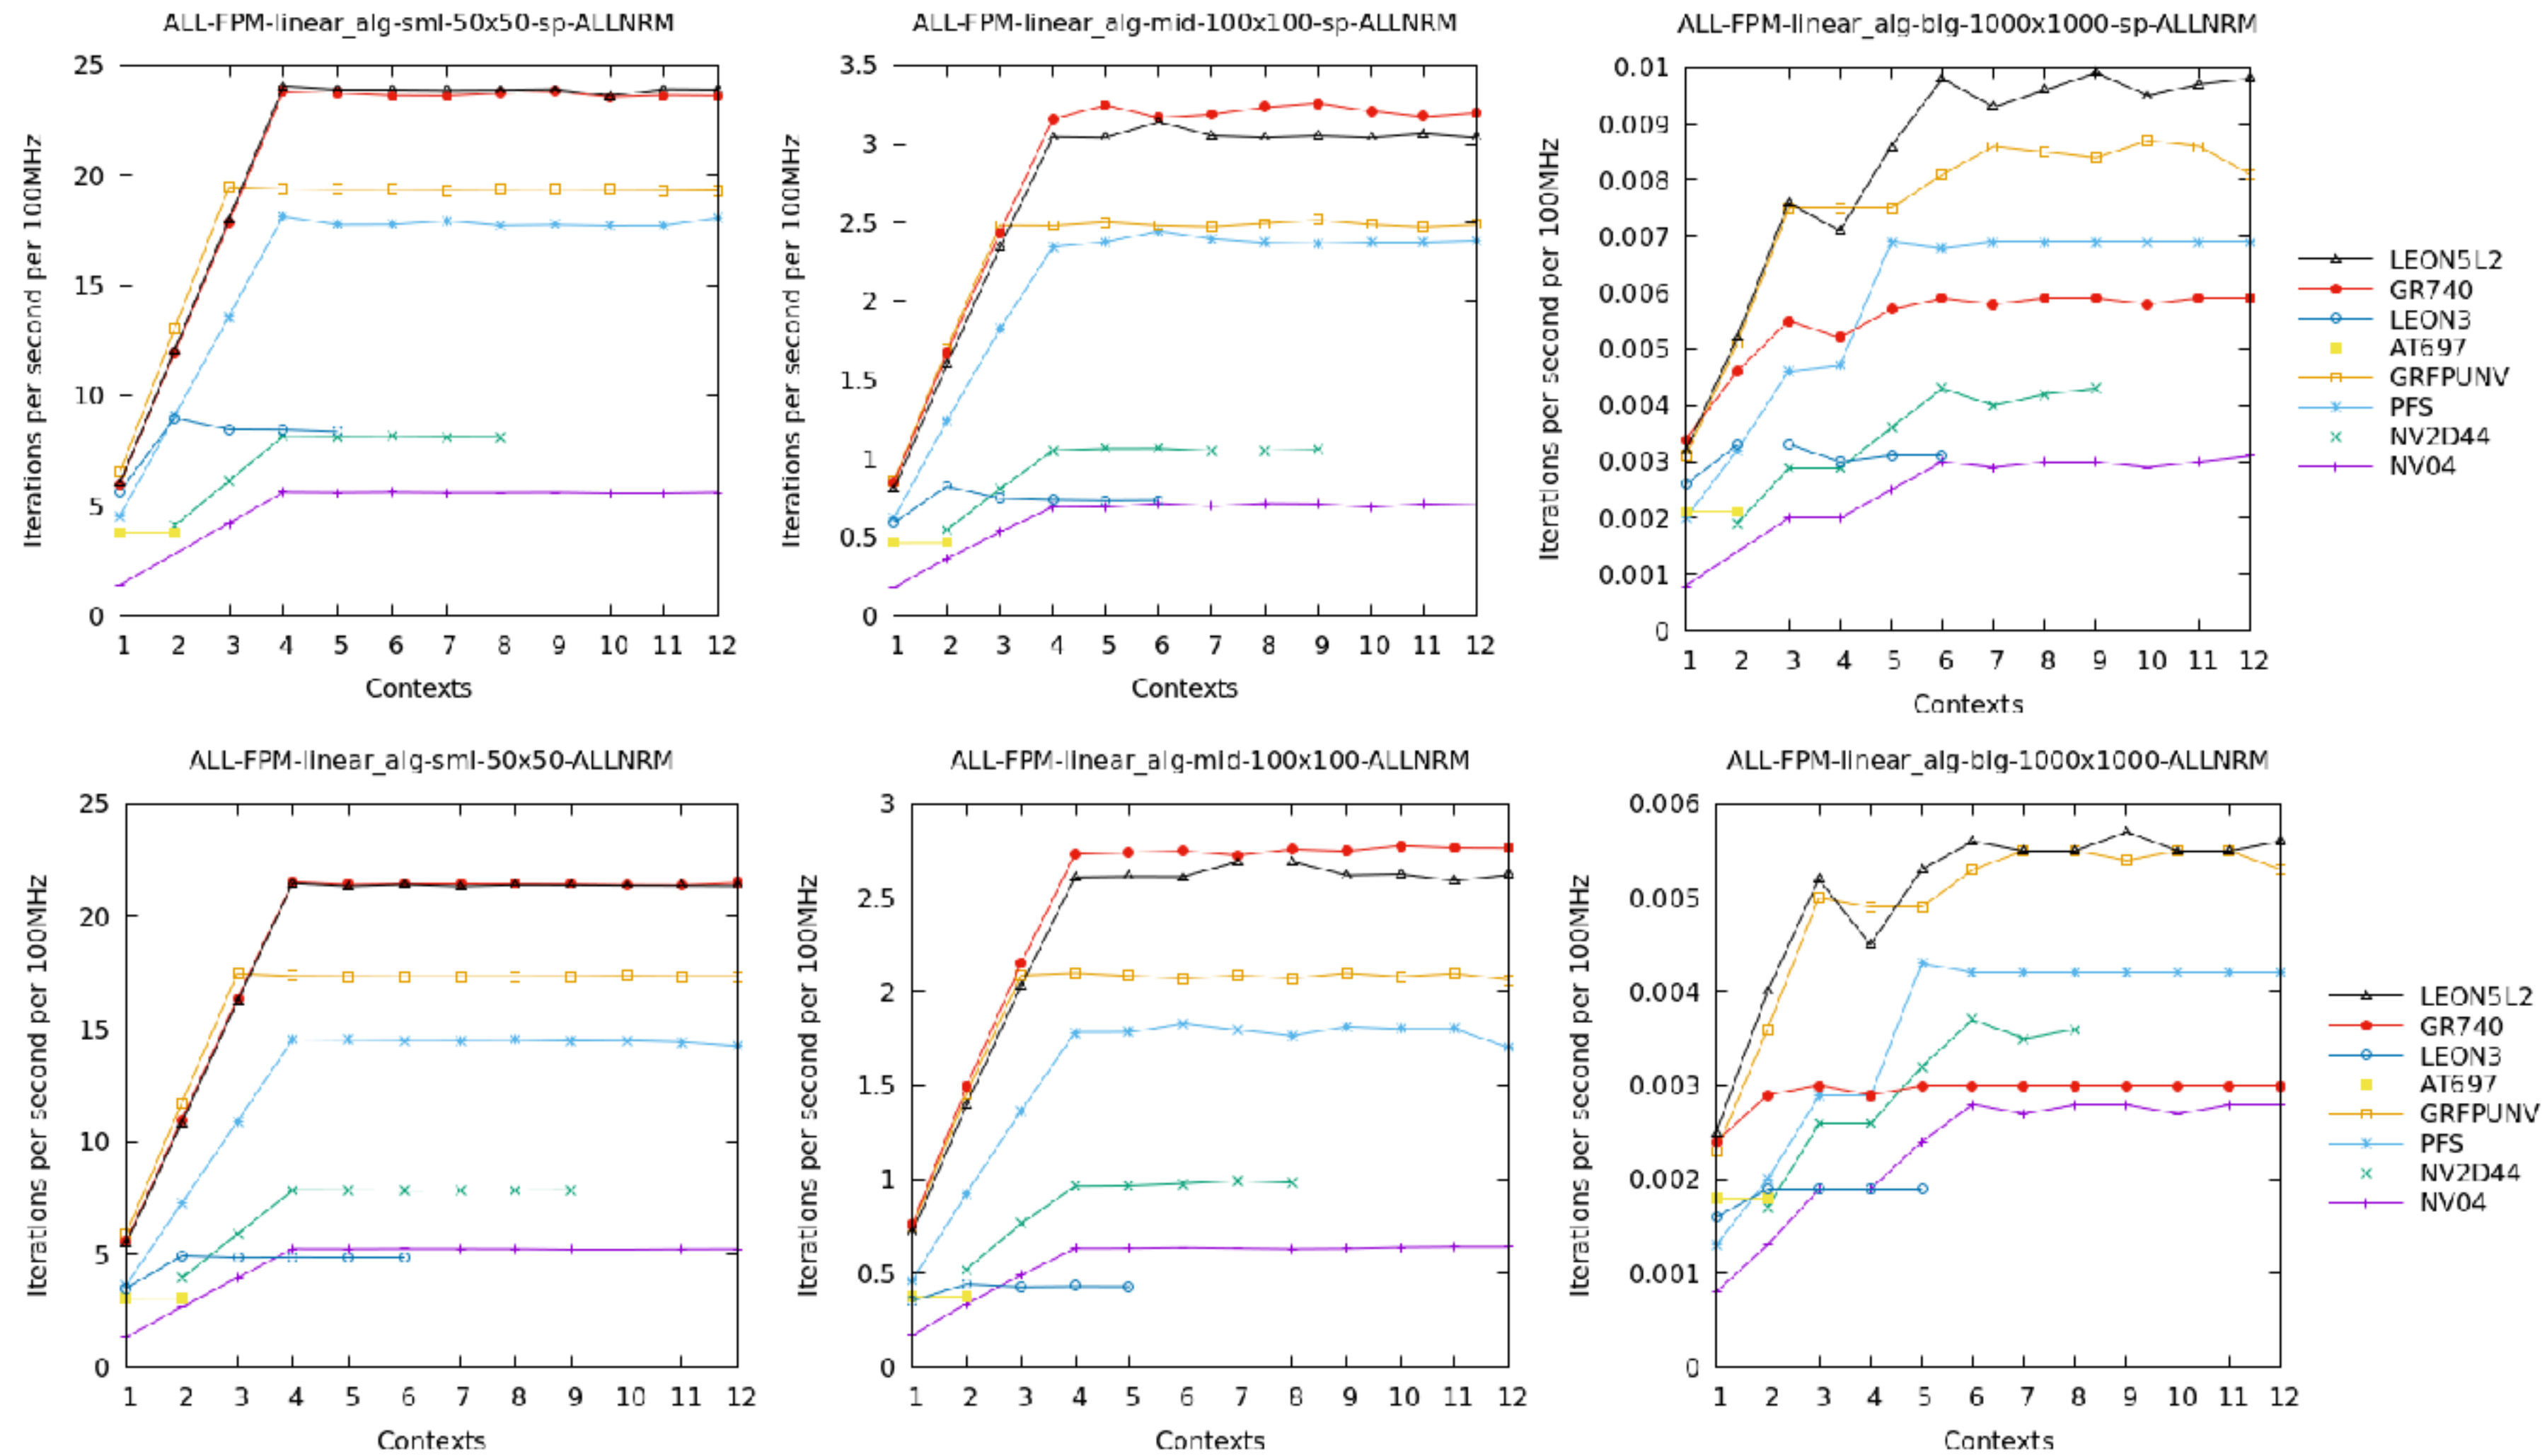 ALL-FPM-linear_alg-sml-50x50-sp-ALLNRM
25
20
15
10
5
0
Iterations per second per 100MHz
1 2 3 4 5 6 7 8 9 10 11 12
Contexts
ALL-FPM-linear_alg-mid-100x100-sp-ALLNRM
3.5
3
2.5
2
1.5
1
0.5
0
Iterations per second per 100MHz
1 2 3 4 5 6 7 8 9 10 11 12
Contexts
ALL-FPM-linear_alg-big-1000x1000-sp-ALLNRM
0.01
0.009
0.008
0.007
0.006
0.005
0.004
0.003
0.002
0.001
0
Iterations per second per 100MHz
1 2 3 4 5 6 7 8 9 10 11 12
Contexts
LEON5L2
GR740
LEON3
AT697
GRFPUNV
PFS
NV2D44
NV04
ALL-FPM-linear_alg-sml-50x50-ALLNRM
25
20
15
10
5
0
Iterations per second per 100MHz
1 2 3 4 5 6 7 8 9 10 11 12
Contexts
ALL-FPM-linear_alg-mid-100x100-ALLNRM
3
2.5
2
1.5
1
0.5
0
Iterations per second per 100MHz
1 2 3 4 5 6 7 8 9 10 11 12
Contexts
ALL-FPM-linear_alg-big-1000x1000-ALLNRM
0.006
0.005
0.004
0.003
0.002
0.001
0
Iterations per second per 100MHz
1 2 3 4 5 6 7 8 9 10 11 12
Contexts
LEON5L2
GR740
LEON3
AT697
GRFPUNV
PFS
NV2D44
NV04